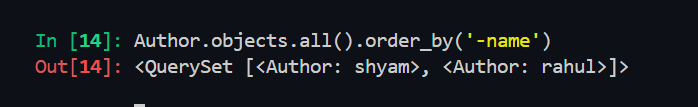 In [14]: Author.objects.all().order_by('-name')
Out[14]: <QuerySet [<Author: shyam>, <Author: rahul>]>